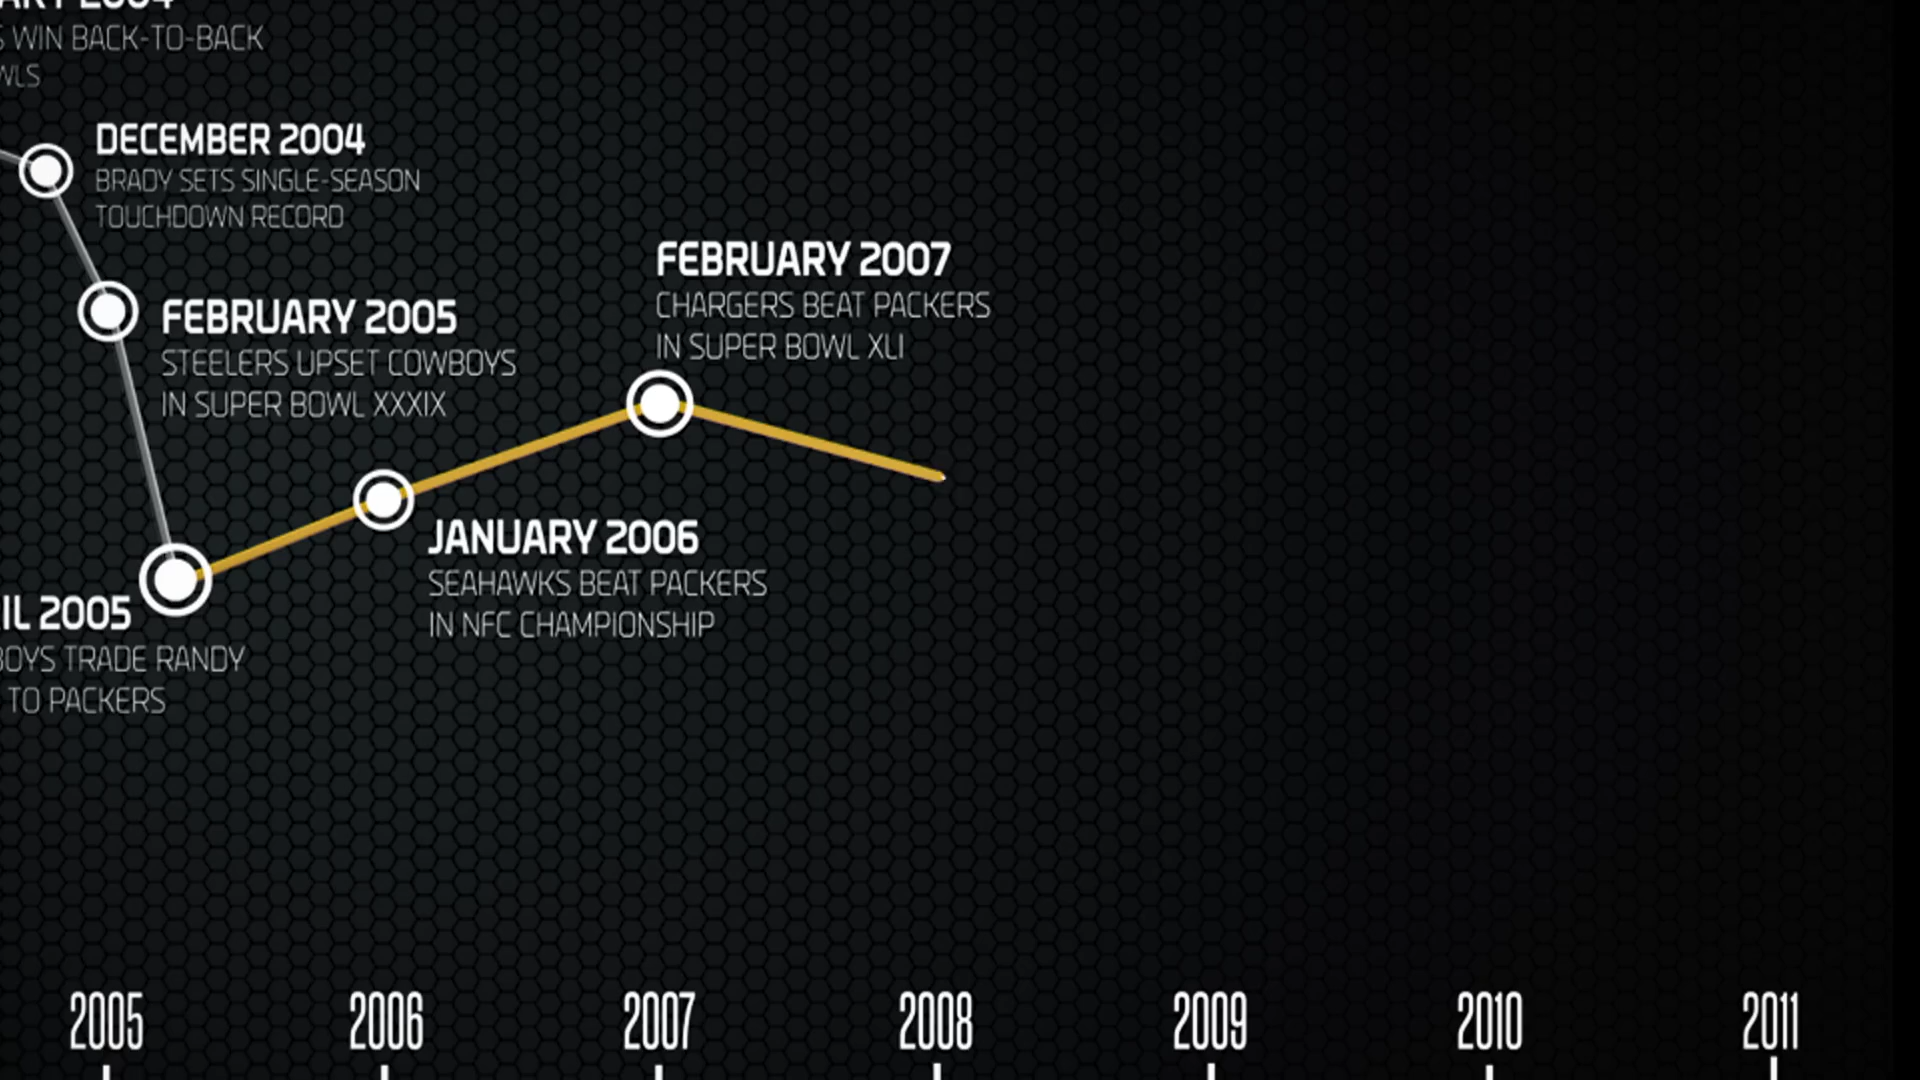 2004
WIN BACK-TO-BACK
DECEMBER 2004
BRADY SETS SINGLE-SEASON
TOUCHDOWN RECORD
FEBRUARY 2005
STEELERS UPSET COWBOYS
IN SUPER BOWL XXXIX
FEBRUARY 2007
CHARGERS BEAT PACKERS
IN SUPER BOWL XLI
JANUARY 2006
SEAHAWKS BEAT PACKERS
IN NFC CHAMPIONSHIP
IL 2005
BOYS TRADE RANDY
TO PACKERS
2005 2006 2007 2008 2009 2010 2011